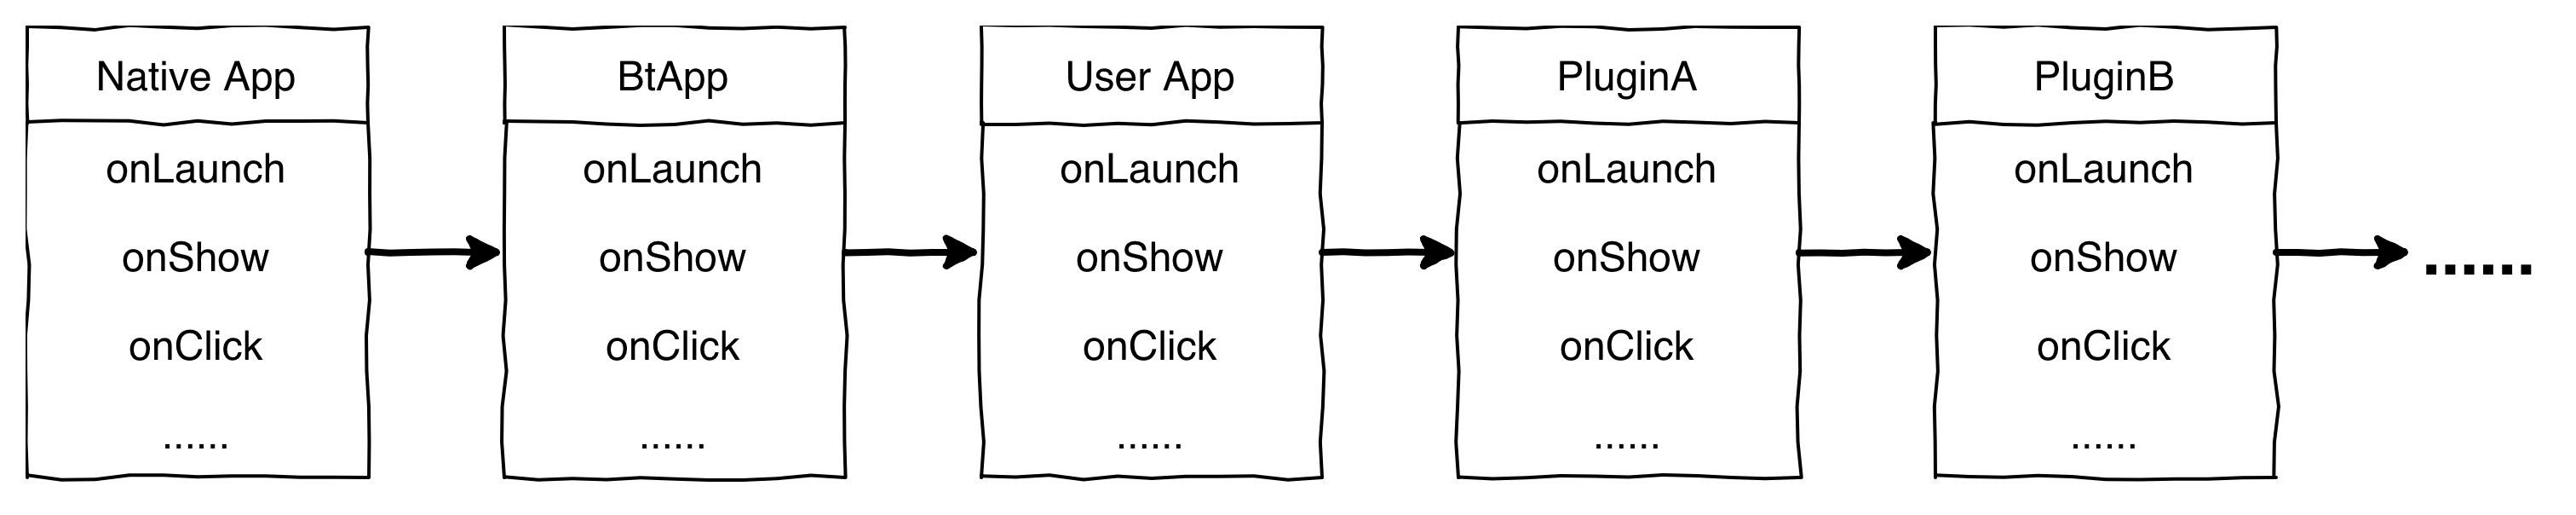 Native App
onLaunch
onShow
onClick
......
BtApp
onLaunch
onShow
onClick
......
User App
onLaunch
onShow
onClick
......
PluginA
onLaunch
onShow
onClick
......
PluginB
onLaunch
onShow
onClick
......
......